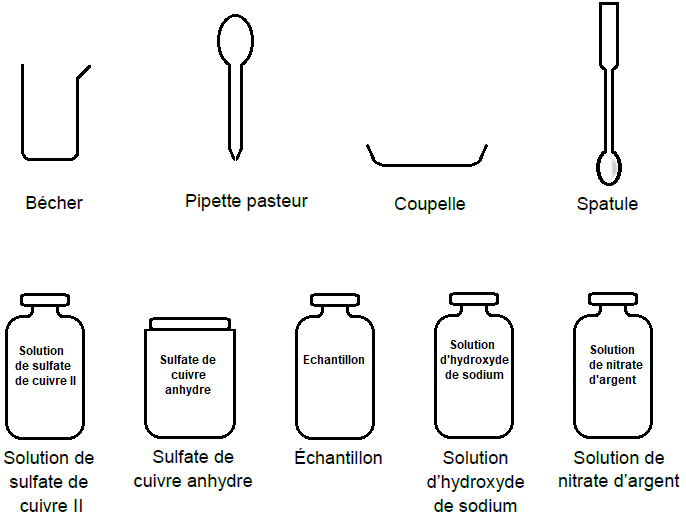 Bécher
Pipette pasteur
Coupelle
Spatule
Solution
de sulfate
de cuivre II
Sulfate de
cuivre
anhydre
Echantillon
Solution
d'hydroxyde
de sodium
Solution
de nitrate
d'argent
Solution de
sulfate de
cuivre II
Sulfate de
cuivre anhydre
Échantillon
Solution
d’hydroxyde
de sodium
Solution de
nitrate d’argent